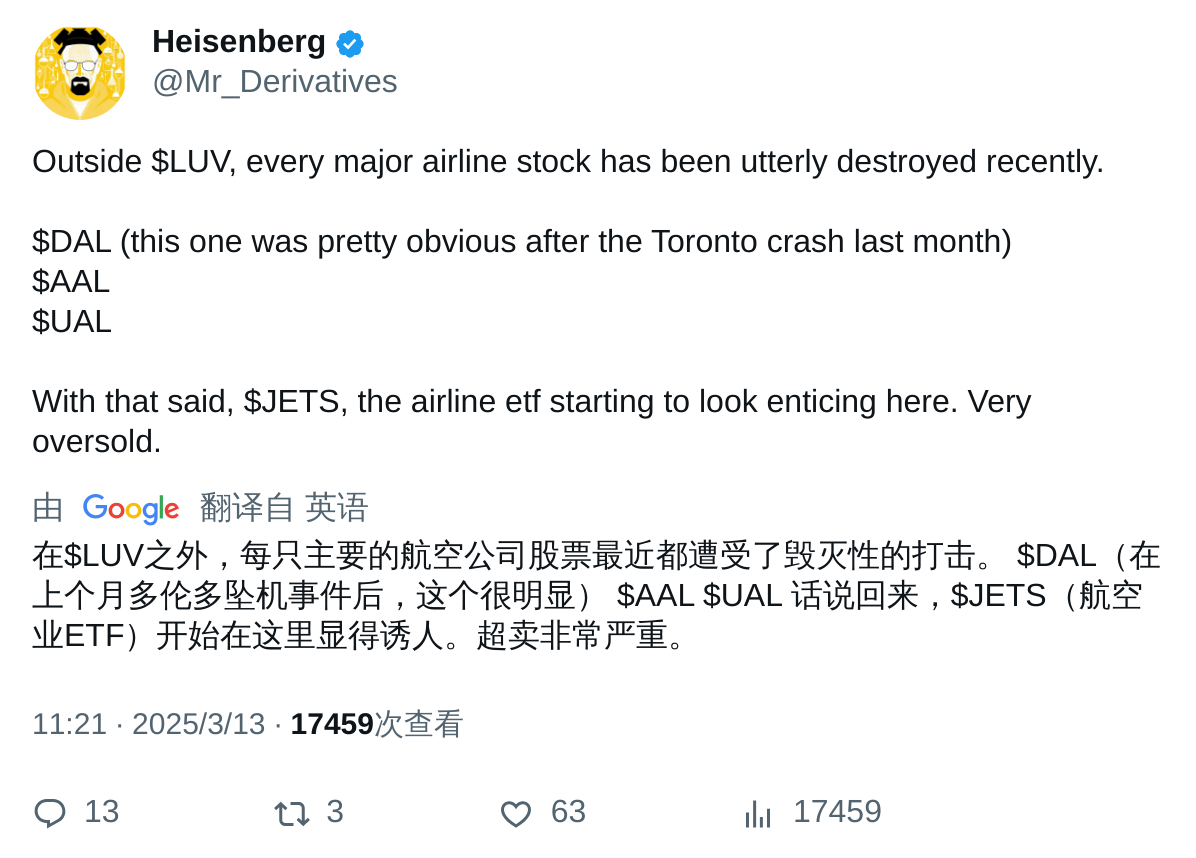 Heisenberg
@Mr_Derivatives
Outside $LUV, every major airline stock has been utterly destroyed recently.
$DAL (this one was pretty obvious after the Toronto crash last month)
$AAL
$UAL
With that said, $JETS, the airline etf starting to look enticing here. Very
oversold.
由 Google 翻译自 英语
在$LUV之外，每只主要的航空公司股票最近都遭受了毁灭性的打击。 $DAL（在
上个月多伦多坠机事件后，这个很明显） $AAL $UAL 话说回来，$JETS（航空
业ETF）开始在这里显得诱人。超卖非常严重。
11:21 · 2025/3/13 · 17459次查看
13 3 63 17459